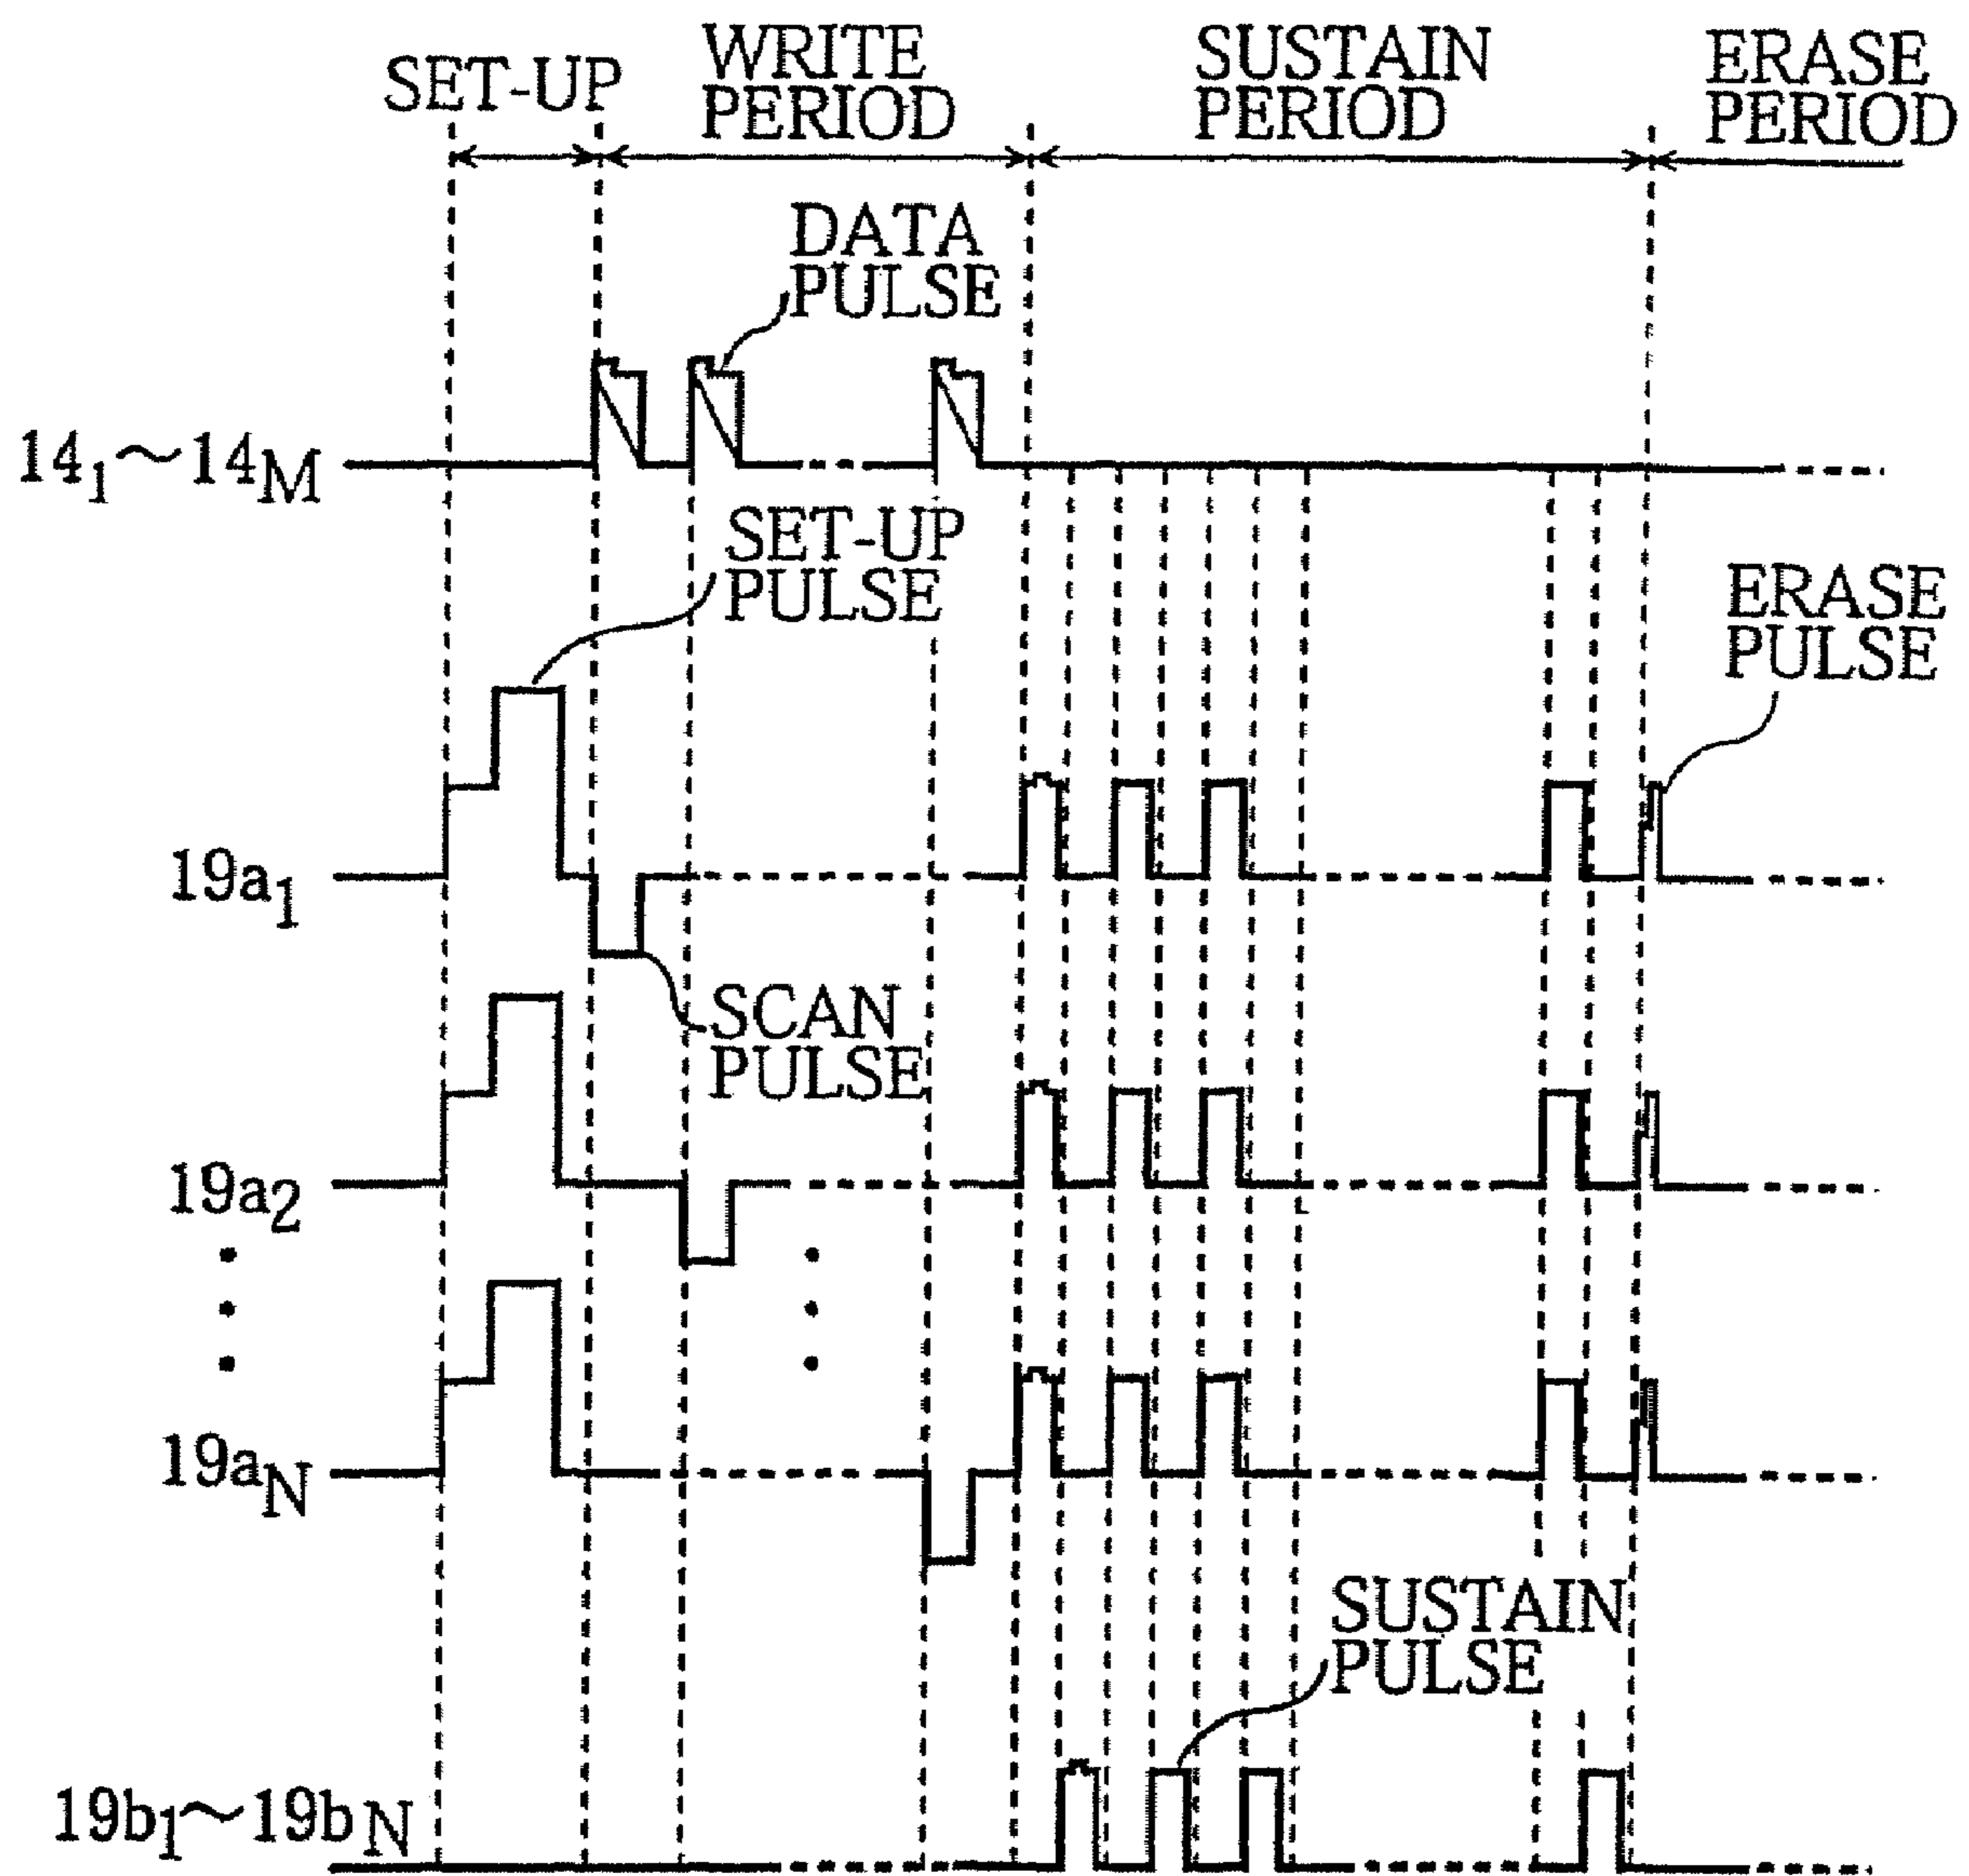 SET-UP
WRITE
PERIOD
SUSTAIN
PERIOD
ERASE
PERIOD
DATA
PULSE
14₁~14M
SET-UP
PULSE
ERASE
PULSE
19a₁
SCAN
PULSE
19a₂
19aN
SUSTAIN
PULSE
19b₁~19bN